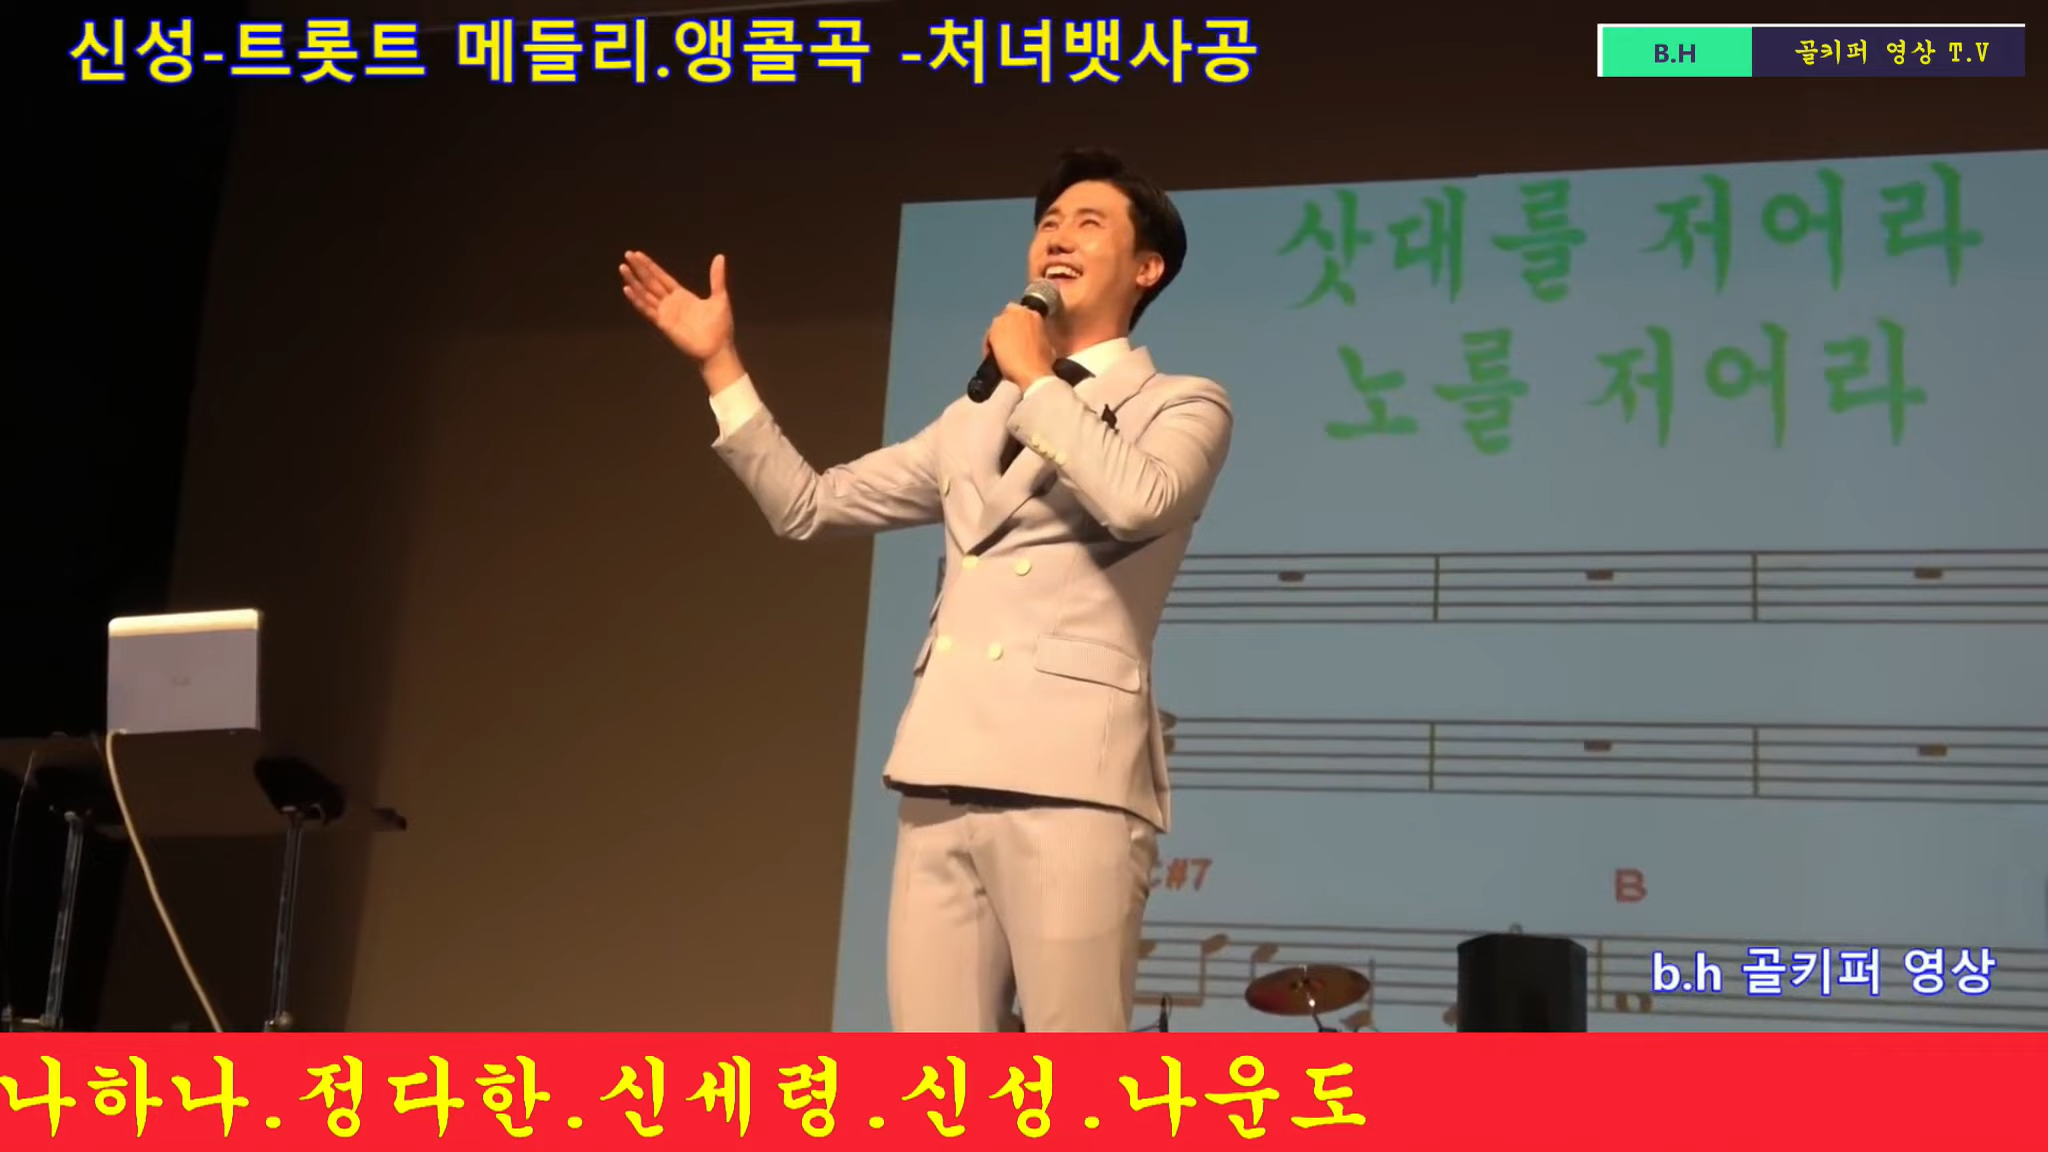 신성-트롯트 메들리.앵콜곡 -처녀뱃사공
B.H 골키퍼 영상 T.V
삿대를 저어라
노를 저어라
C#7 B
b.h 골키퍼 영상
나하나.정다한.신세령.신성.나운도